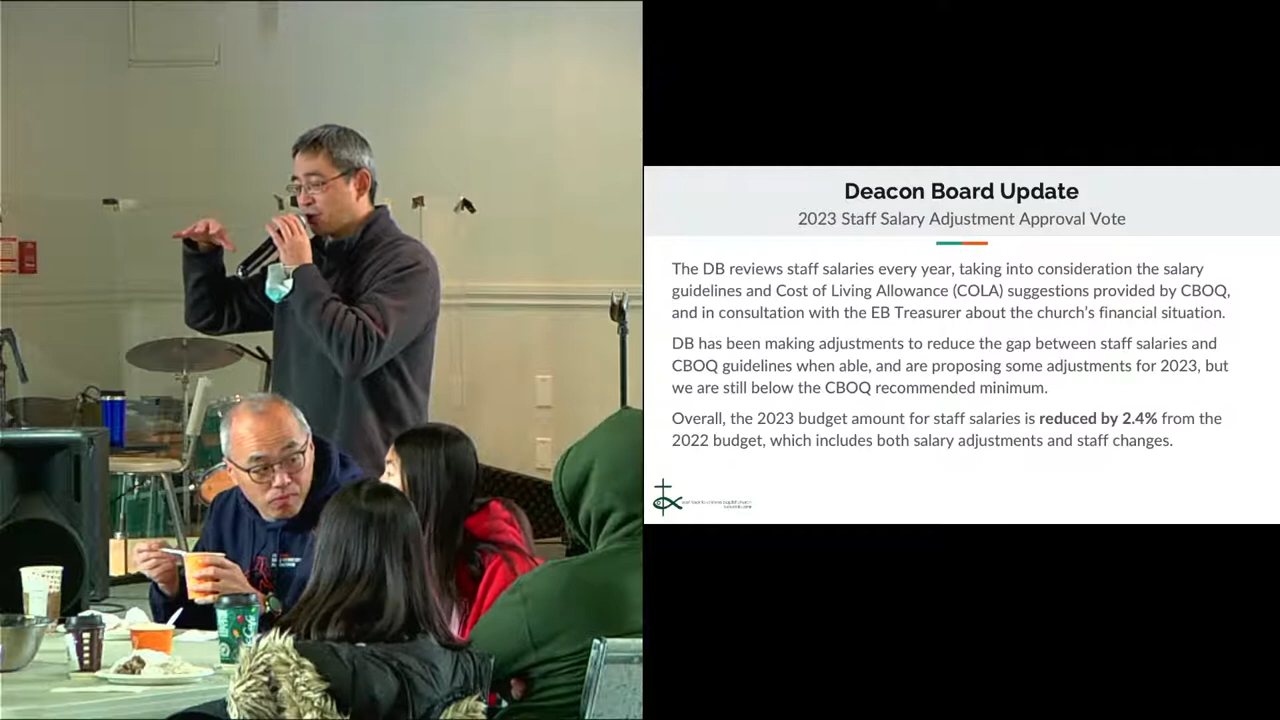 Deacon Board Update
2023 Staff Salary Adjustment Approval Vote
The DB reviews staff salaries every year, taking into consideration the salary
guidelines and Cost of Living Allowance (COLA) suggestions provided by CBOQ,
and in consultation with the EB Treasurer about the church’s financial situation.
DB has been making adjustments to reduce the gap between staff salaries and
CBOQ guidelines when able, and are proposing some adjustments for 2023, but
we are still below the CBOQ recommended minimum.
Overall, the 2023 budget amount for staff salaries is reduced by 2.4% from the
2022 budget, which includes both salary adjustments and staff changes.